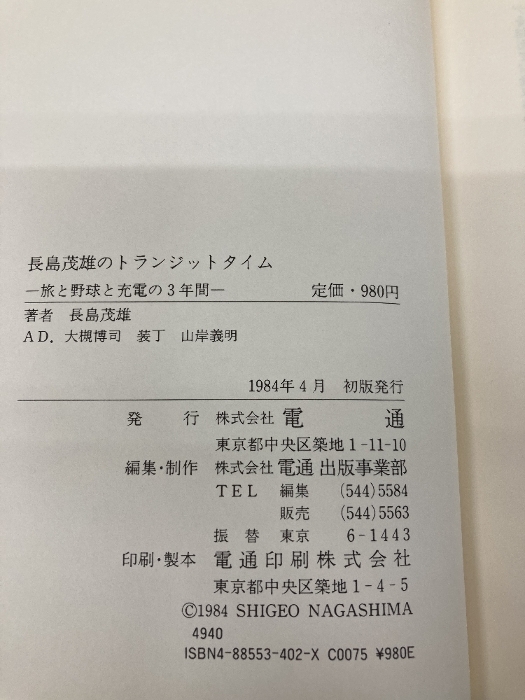 長島茂雄のトランジットタイム
―旅と野球と充電の3年間― 定価・980円
著者 長島茂雄
AD. 大槻博司 装丁 山岸義明
1984年4月 初版発行
発行 株式会社 電通
東京都中央区築地1-11-10
編集・制作 株式会社 電通 出版事業部
TEL 編集 (544)5584
販売 (544)5563
振替 東京 6-1443
印刷・製本 電通印刷株式会社
東京都中央区築地1-4-5
©1984 SHIGEO NAGASHIMA
4940
ISBN4-88553-402-X C0075 ¥980E